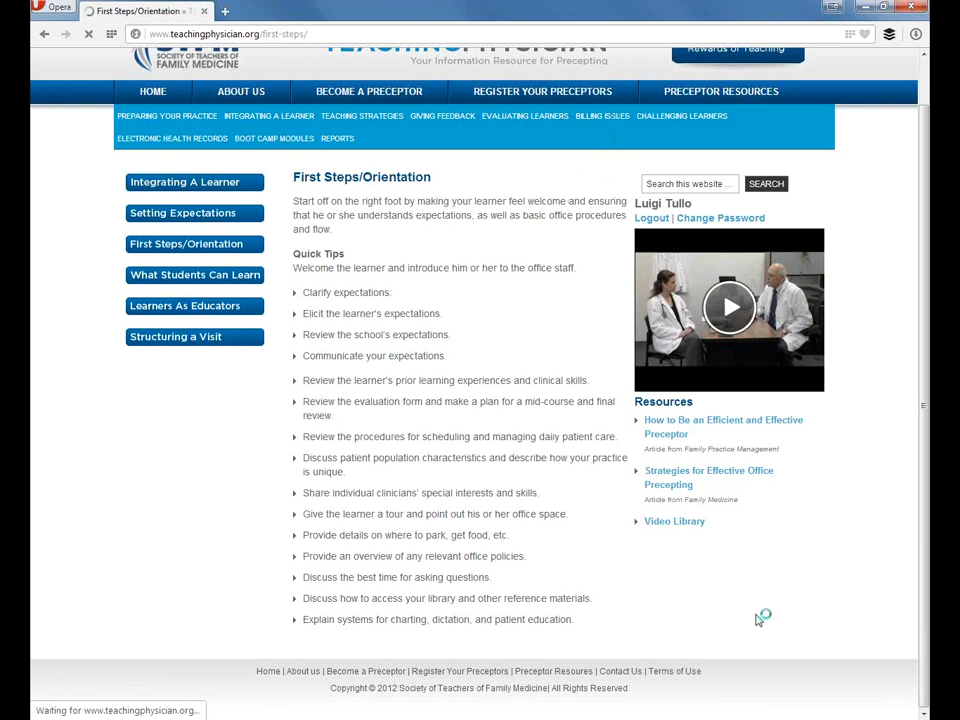 Opera
First Steps/Orientation » T
www.teachingphysician.org/first-steps/
SOCIETY OF TEACHERS OF
FAMILY MEDICINE
TEACHINGPHYSICIAN
Your Information Resource for Precepting
Rewards of Teaching
HOME ABOUT US BECOME A PRECEPTOR REGISTER YOUR PRECEPTORS PRECEPTOR RESOURCES
PREPARING YOUR PRACTICE INTEGRATING A LEARNER TEACHING STRATEGIES GIVING FEEDBACK EVALUATING LEARNERS BILLING ISSUES CHALLENGING LEARNERS
ELECTRONIC HEALTH RECORDS BOOT CAMP MODULES REPORTS
Integrating A Learner
Setting Expectations
First Steps/Orientation
What Students Can Learn
Learners As Educators
Structuring a Visit
First Steps/Orientation
Start off on the right foot by making your learner feel welcome and ensuring
that he or she understands expectations, as well as basic office procedures
and flow.
Quick Tips
Welcome the learner and introduce him or her to the office staff.
Clarify expectations:
Elicit the learner's expectations.
Review the school's expectations.
Communicate your expectations.
Review the learner's prior learning experiences and clinical skills.
Review the evaluation form and make a plan for a mid-course and final
review.
Review the procedures for scheduling and managing daily patient care.
Discuss patient population characteristics and describe how your practice
is unique.
Share individual clinicians' special interests and skills.
Give the learner a tour and point out his or her office space.
Provide details on where to park, get food, etc.
Provide an overview of any relevant office policies.
Discuss the best time for asking questions.
Discuss how to access your library and other reference materials.
Explain systems for charting, dictation, and patient education.
Search this website ... SEARCH
Luigi Tullo
Logout | Change Password
Resources
How to Be an Efficient and Effective
Preceptor
Article from Family Practice Management
Strategies for Effective Office
Precepting
Article from Family Medicine
Video Library
Home | About us | Become a Preceptor | Register Your Preceptors | Preceptor Resoures | Contact Us | Terms of Use
Copyright © 2012 Society of Teachers of Family Medicine| All Rights Reserved
Waiting for www.teachingphysician.org...